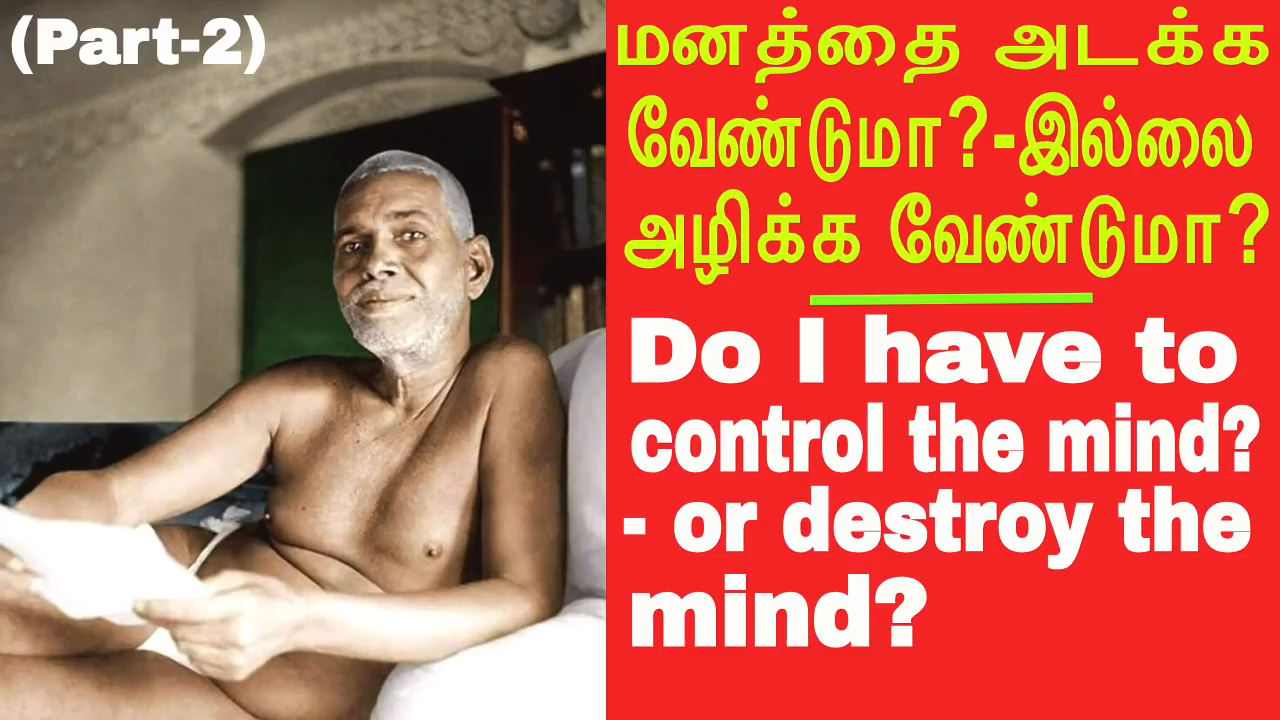 (Part-2)
மனத்தை அடக்க
வேண்டுமா?-இல்லை
அழிக்க வேண்டுமா?
Do I have to
control the mind?
- or destroy the
mind?